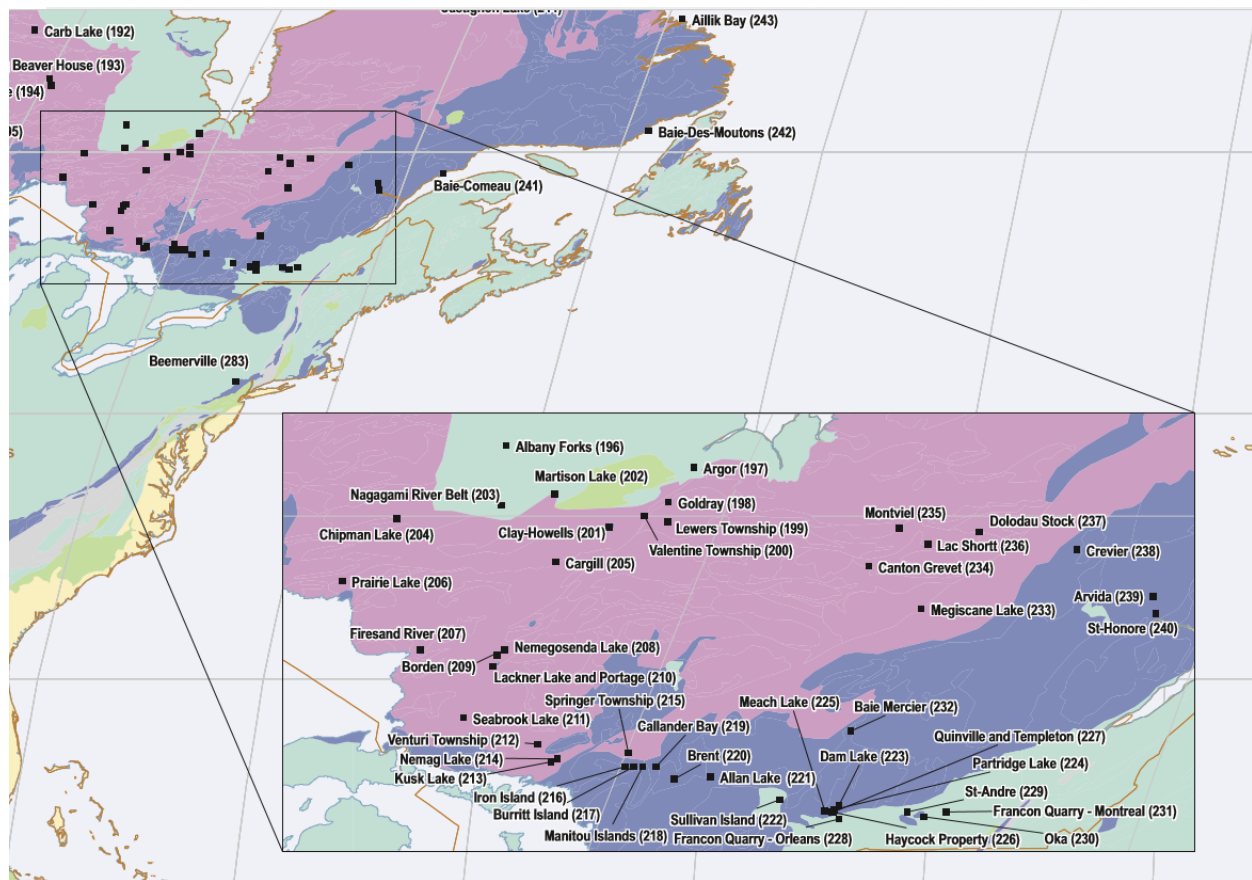 Aillik Bay (243)
Carb Lake (192)
Beaver House (193)
(194)
Baie-Des-Moutons (242)
Baie-Comeau (241)
Beemerville (283)
Albany Forks (196)
Argor (197)
Martison Lake (202)
Nagagami River Belt (203)
Goldray (198)
Montviel (235)
Dolodau Stock (237)
Chipman Lake (204)
Clay-Howells (201)
Lewers Township (199)
Lac Shortt (236)
Valentine Township (200)
Crevier (238)
Cargill (205)
Canton Grevet (234)
Prairie Lake (206)
Arvida (239)
Megiscane Lake (233)
St-Honore (240)
Firesand River (207)
Nemegosenda Lake (208)
Borden (209)
Lackner Lake and Portage (210)
Springer Township (215)
Meach Lake (225)
Baie Mercier (232)
Seabrook Lake (211)
Callander Bay (219)
Quinville and Templeton (227)
Venturi Township (212)
Brent (220)
Dam Lake (223)
Nemag Lake (214)
Partridge Lake (224)
Kusk Lake (213)
Allan Lake (221)
St-Andre (229)
Iron Island (216)
Burritt Island (217)
Sullivan Island (222)
Francon Quarry - Montreal (231)
Manitou Islands (218)
Francon Quarry - Orleans (228)
Haycock Property (226)
Oka (230)